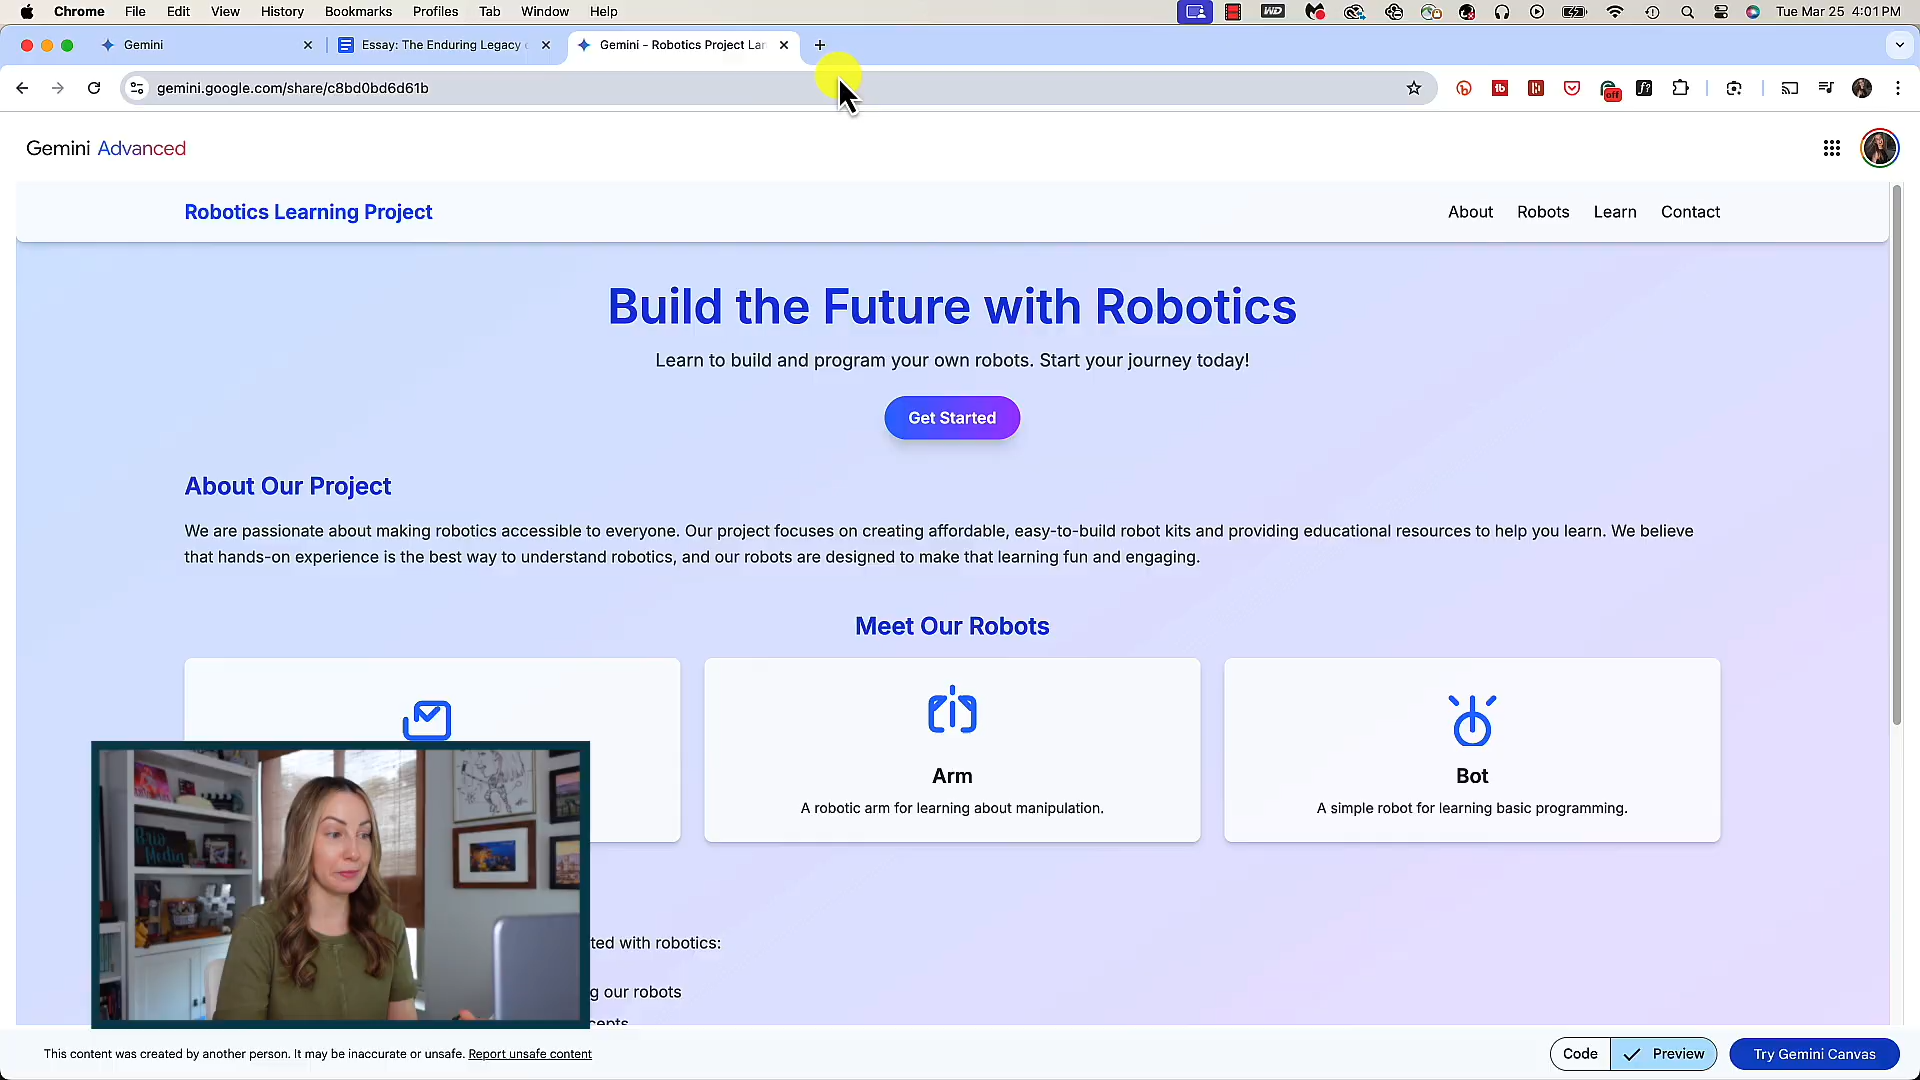 Chrome File Edit View History Bookmarks Profiles Tab Window Help
Tue Mar 25 4:01 PM
Gemini
Essay: The Enduring Legacy
Gemini - Robotics Project Lan
gemini.google.com/share/c8bd0bd6d61b
off
Gemini Advanced
Robotics Learning Project
About Robots Learn Contact
Build the Future with Robotics
Learn to build and program your own robots. Start your journey today!
Get Started
About Our Project
We are passionate about making robotics accessible to everyone. Our project focuses on creating affordable, easy-to-build robot kits and providing educational resources to help you learn. We believe
that hands-on experience is the best way to understand robotics, and our robots are designed to make that learning fun and engaging.
Meet Our Robots
Arm
A robotic arm for learning about manipulation.
Bot
A simple robot for learning basic programming.
ted with robotics:
g our robots
cepts
This content was created by another person. It may be inaccurate or unsafe. Report unsafe content
Code Preview Try Gemini Canvas